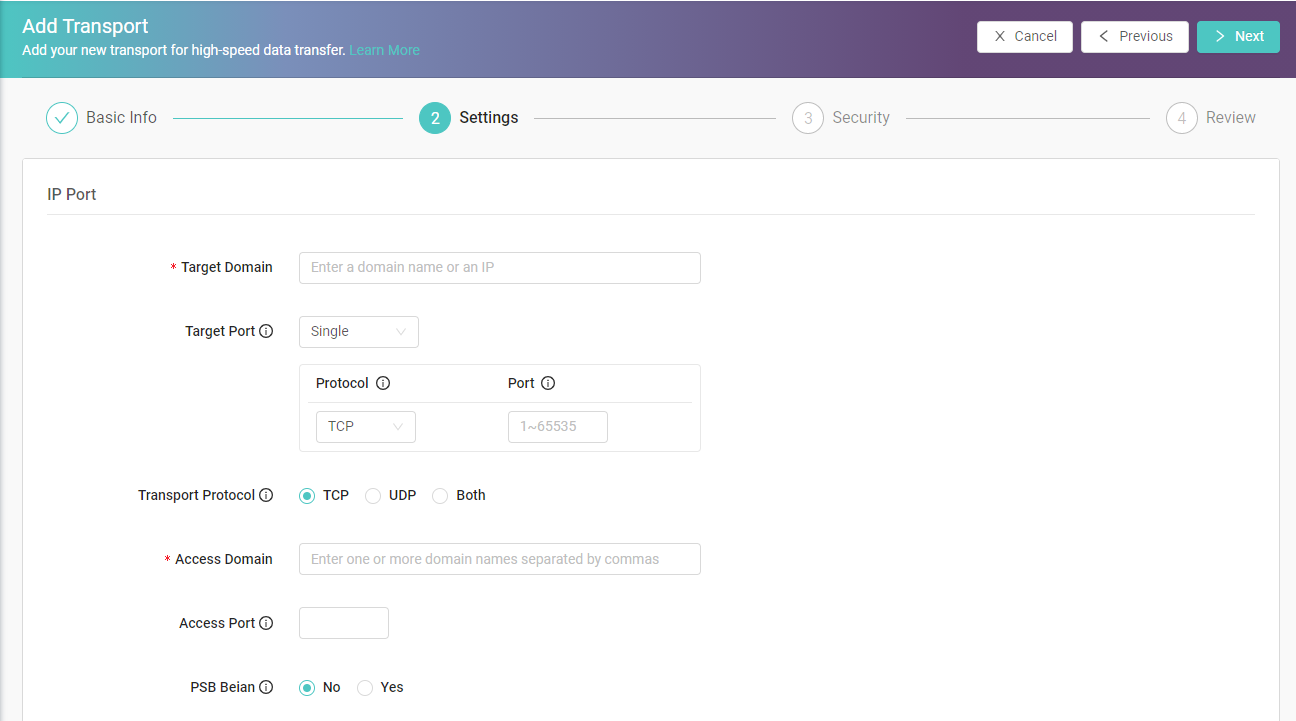 Add Transport
Add your new transport for high-speed data transfer. Learn More
Cancel
Previous
Next
Basic Info
2 Settings
3 Security
4 Review
IP Port
* Target Domain
Enter a domain name or an IP
Target Port
Single
Protocol
Port
TCP
1~65535
Transport Protocol
TCP
UDP
Both
* Access Domain
Enter one or more domain names separated by commas
Access Port
PSB Beian
No
Yes